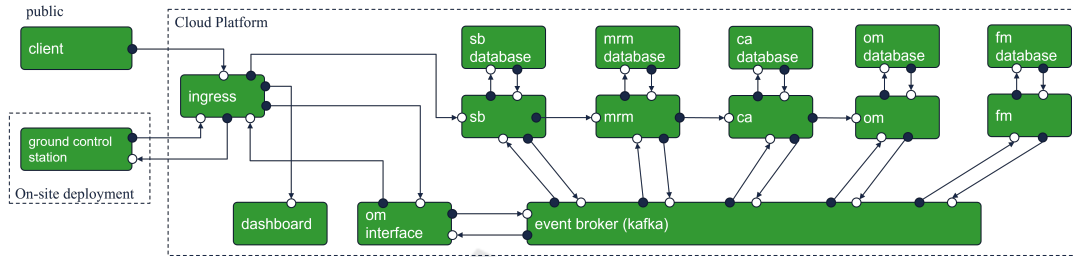 public
Cloud Platform
client
ingress
ground control
station
On-site deployment
sb
database
mrm
database
ca
database
om
database
fm
database
sb
mrm
ca
om
fm
dashboard
om
interface
event broker (kafka)